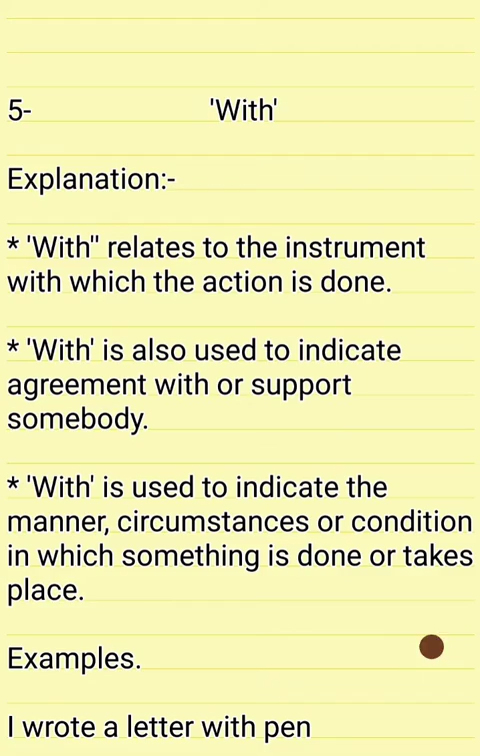 5- 'With'
Explanation:-
* 'With" relates to the instrument
with which the action is done.
* 'With' is also used to indicate
agreement with or support
somebody.
* 'With' is used to indicate the
manner, circumstances or condition
in which something is done or takes
place.
Examples.
I wrote a letter with pen